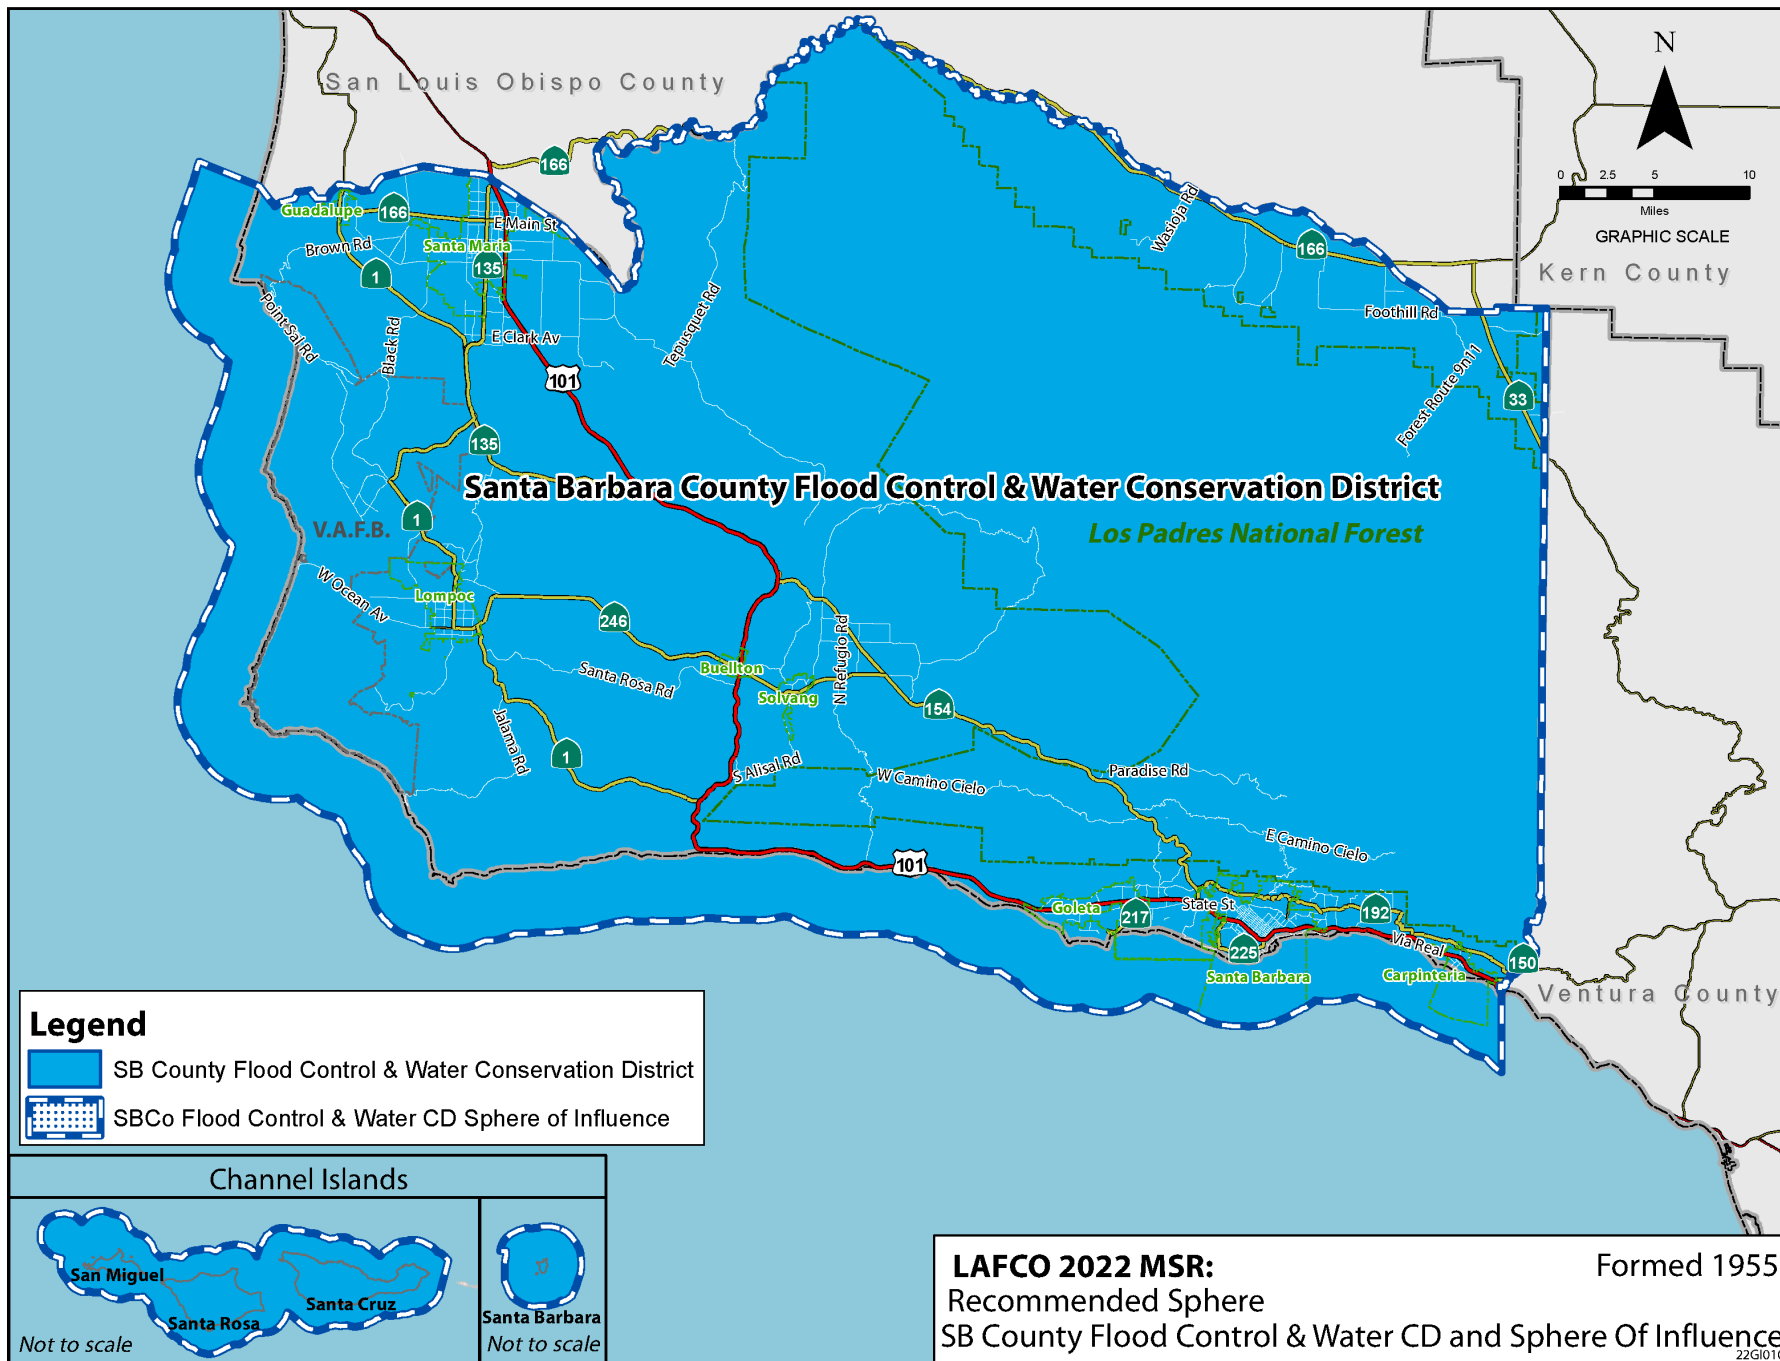 San Louis Obispo County
N
166
0 2.5 5 10
Miles
GRAPHIC SCALE
Kern County
Guadalupe
166
E Main St
Santa Maria
Brown Rd
135
1
Wasioja Rd
166
Point Sal Rd
Black Rd
E Clark Av
Tepusquet Rd
Foothill Rd
101
Forest Route 9n11
33
135
Santa Barbara County Flood Control & Water Conservation District
1
V.A.F.B.
Los Padres National Forest
W Ocean Av
Lompoc
246
Santa Rosa Rd
Buellton
Solvang
N Refugio Rd
154
Jalama Rd
1
S Alisal Rd
W Camino Cielo
Paradise Rd
E Camino Cielo
101
Goleta
217
State St
192
225
Via Real
150
Santa Barbara
Carpinteria
Ventura County
Legend
SB County Flood Control & Water Conservation District
SBCo Flood Control & Water CD Sphere of Influence
Channel Islands
San Miguel
Santa Rosa
Santa Cruz
Not to scale
Santa Barbara
Not to scale
LAFCO 2022 MSR:
Formed 1955
Recommended Sphere
SB County Flood Control & Water CD and Sphere Of Influence